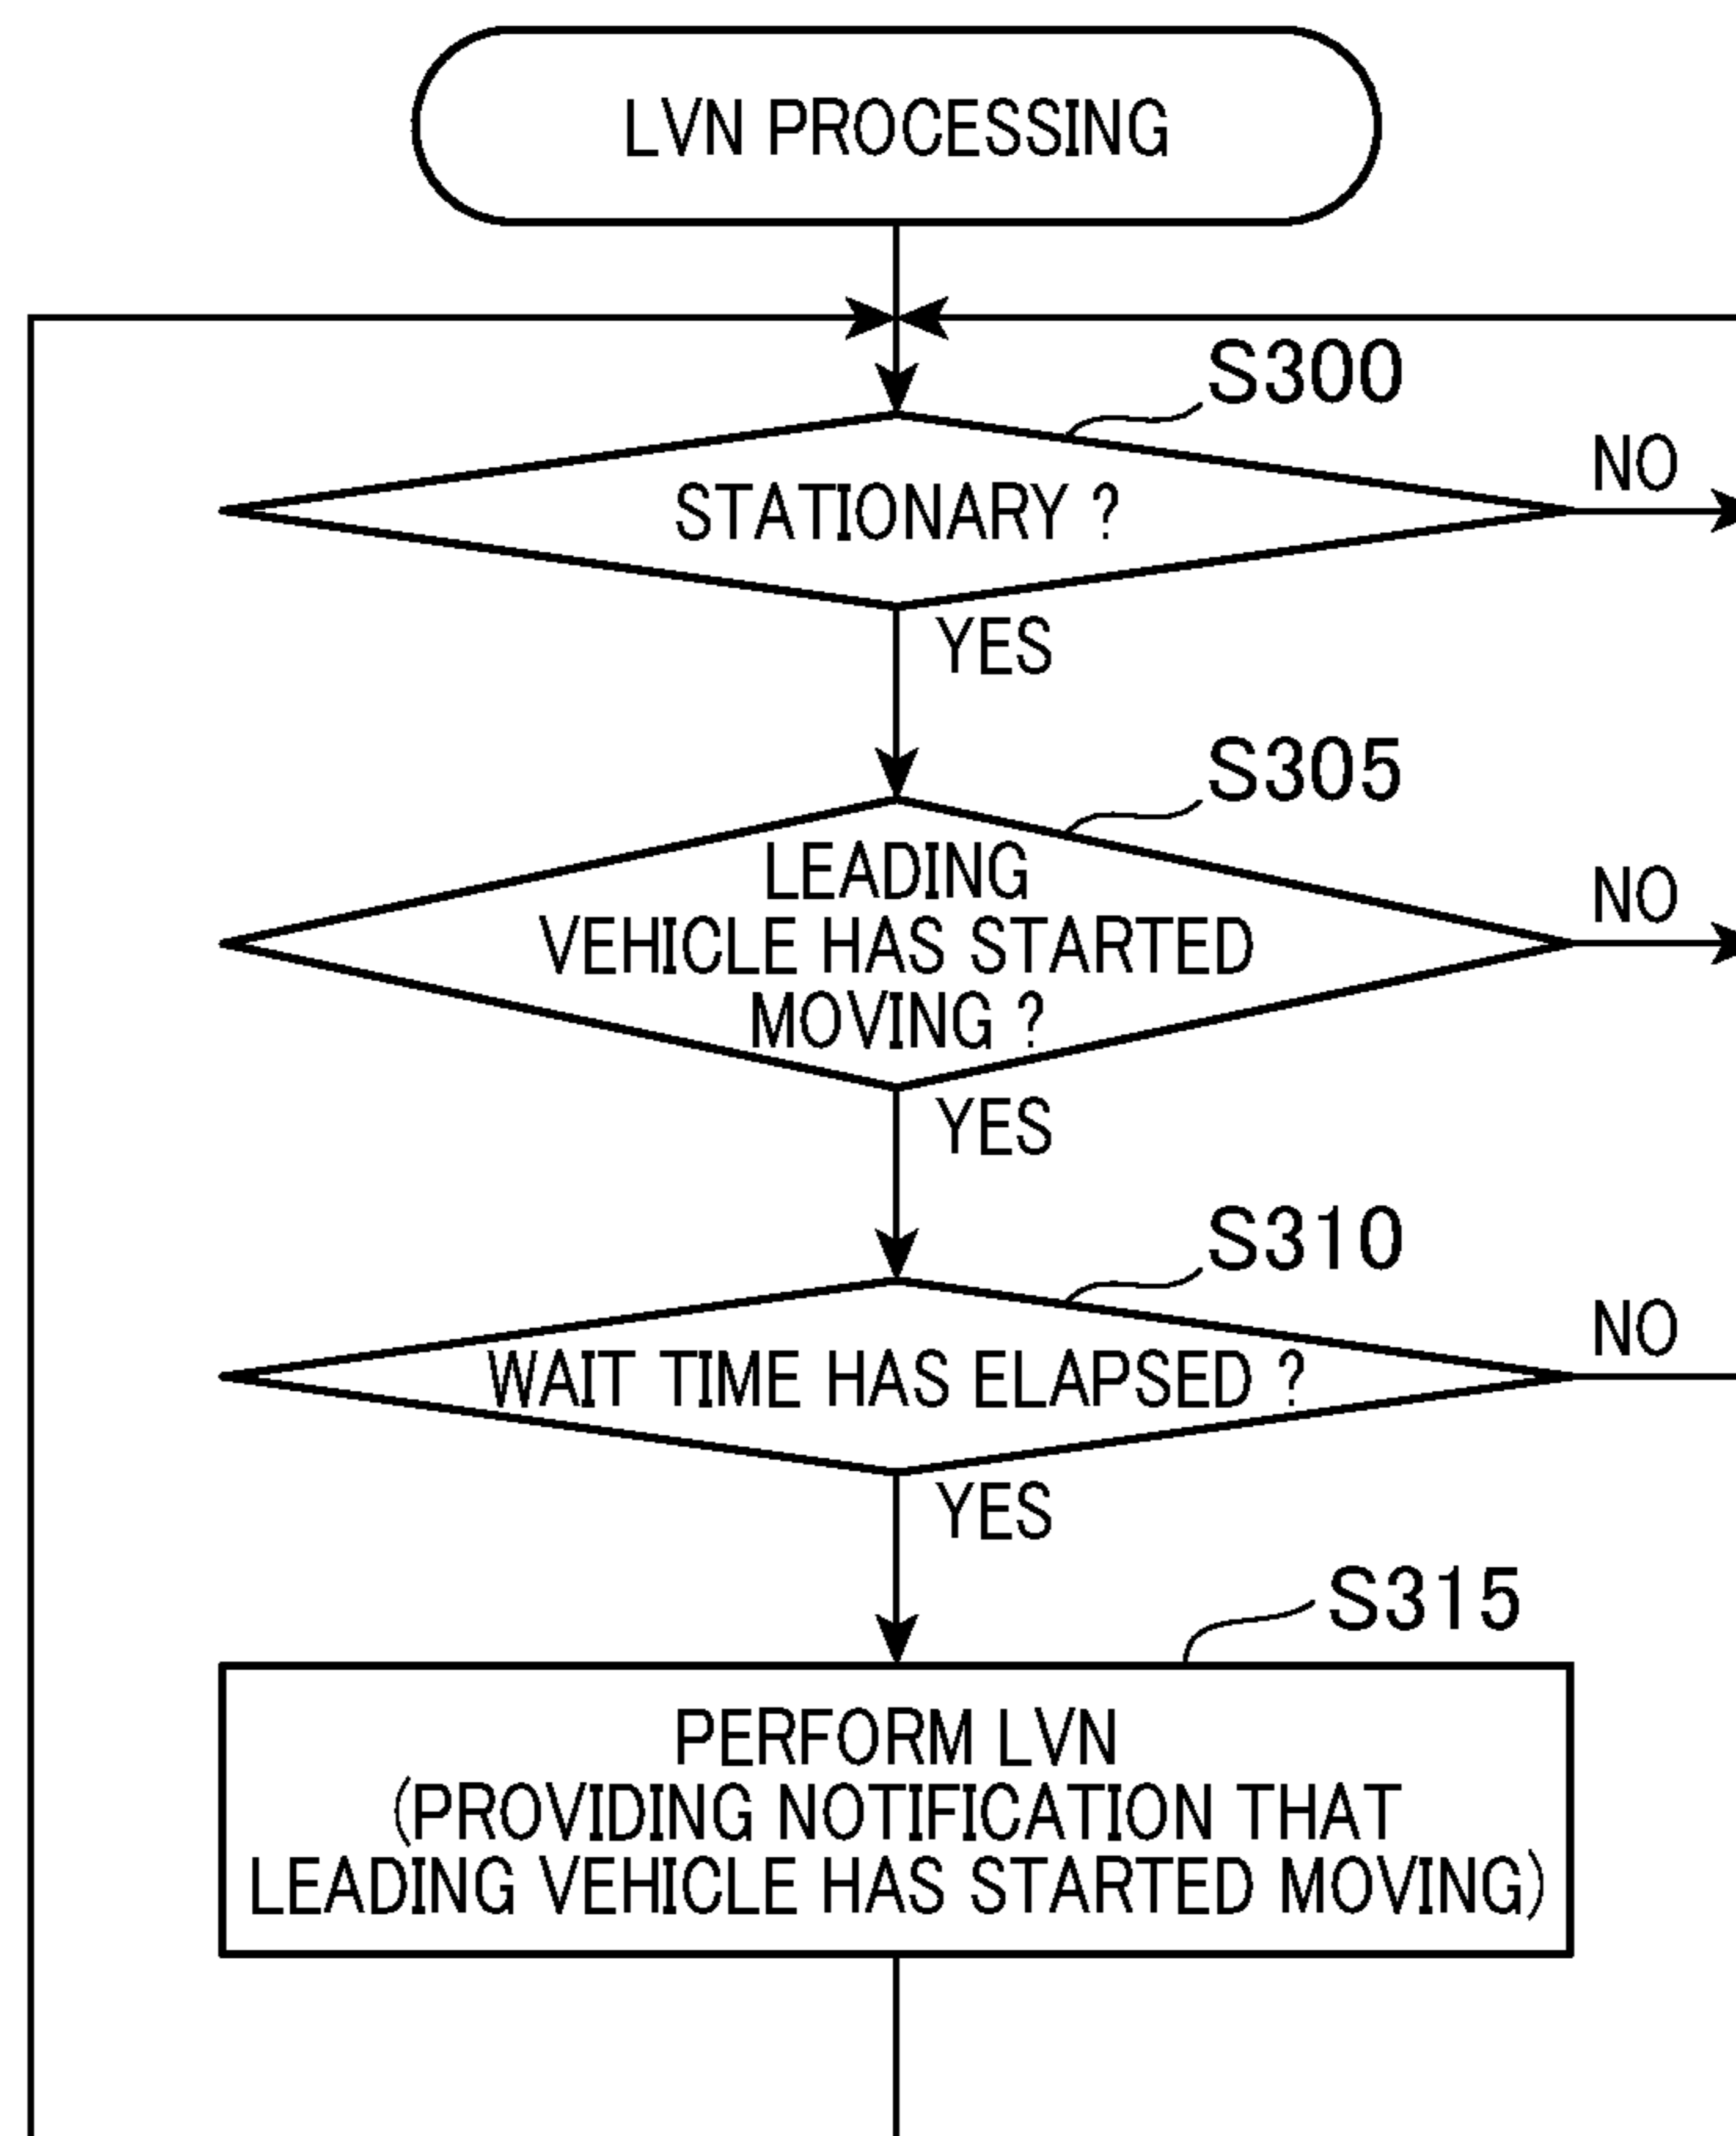 LVN PROCESSING
S300
STATIONARY ?
NO
YES
S305
LEADING
VEHICLE HAS STARTED
MOVING ?
NO
YES
S310
WAIT TIME HAS ELAPSED ?
NO
YES
S315
PERFORM LVN
(PROVIDING NOTIFICATION THAT
LEADING VEHICLE HAS STARTED MOVING)